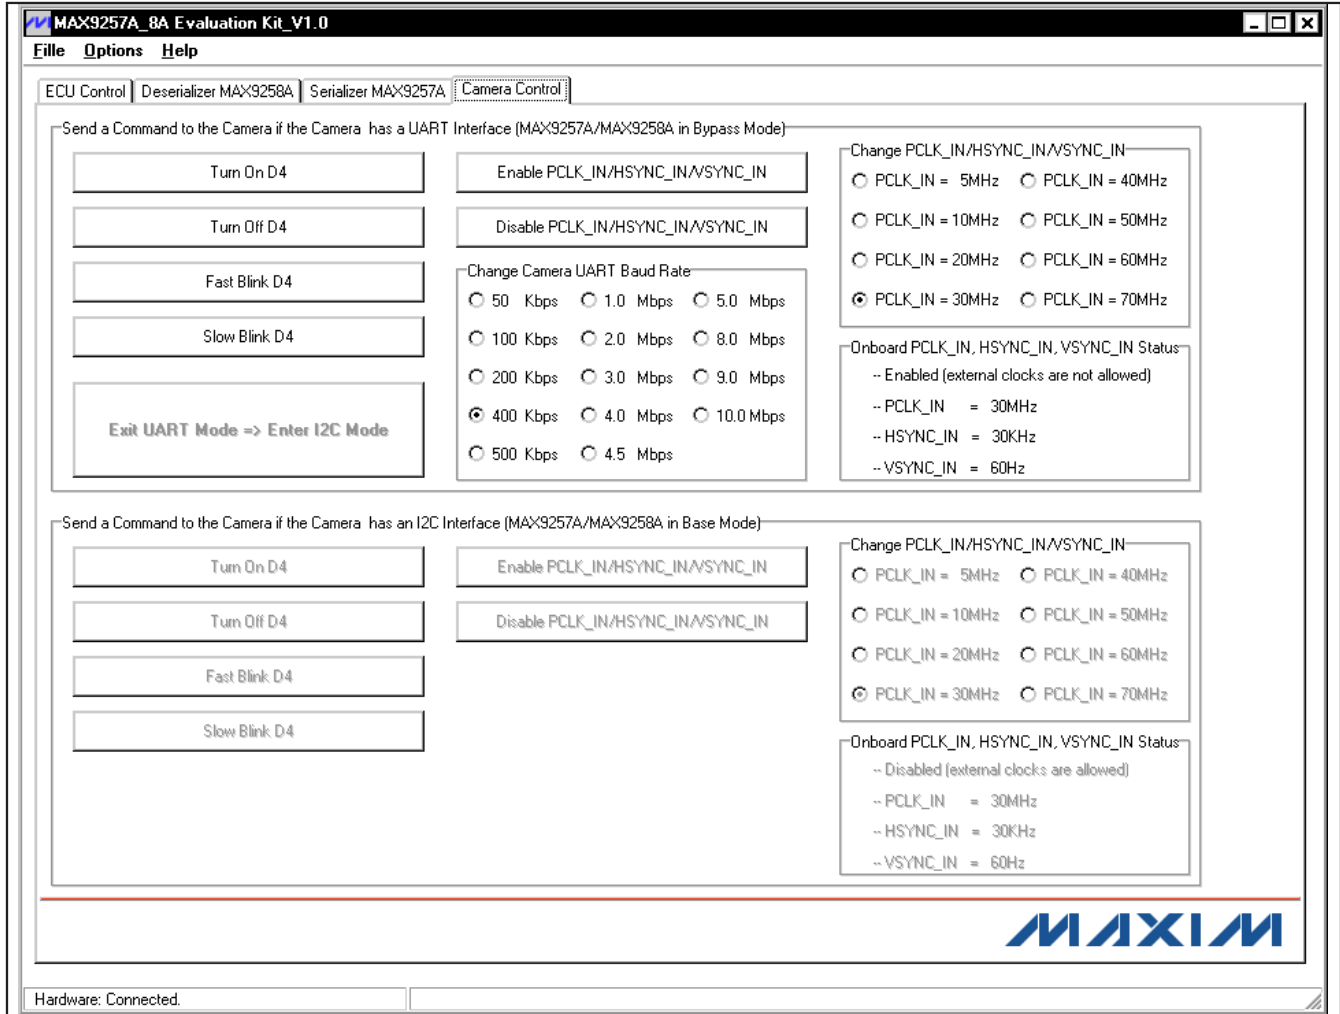 MAX9257A_8A Evaluation Kit_V1.0
Fille Options Help
ECU Control Deserializer MAX9258A Serializer MAX9257A Camera Control
Send a Command to the Camera if the Camera has a UART Interface (MAX9257A/MAX9258A in Bypass Mode)
Turn On D4
Turn Off D4
Fast Blink D4
Slow Blink D4
Exit UART Mode => Enter I2C Mode
Enable PCLK_IN/HSYNC_IN/VSYNC_IN
Disable PCLK_IN/HSYNC_IN/VSYNC_IN
Change Camera UART Baud Rate
50 Kbps 1.0 Mbps 5.0 Mbps
100 Kbps 2.0 Mbps 8.0 Mbps
200 Kbps 3.0 Mbps 9.0 Mbps
400 Kbps 4.0 Mbps 10.0 Mbps
500 Kbps 4.5 Mbps
Change PCLK_IN/HSYNC_IN/VSYNC_IN
PCLK_IN = 5MHz PCLK_IN = 40MHz
PCLK_IN = 10MHz PCLK_IN = 50MHz
PCLK_IN = 20MHz PCLK_IN = 60MHz
PCLK_IN = 30MHz PCLK_IN = 70MHz
Onboard PCLK_IN, HSYNC_IN, VSYNC_IN Status
-- Enabled (external clocks are not allowed)
-- PCLK_IN = 30MHz
-- HSYNC_IN = 30KHz
-- VSYNC_IN = 60Hz
Send a Command to the Camera if the Camera has an I2C Interface (MAX9257A/MAX9258A in Base Mode)
Turn On D4
Turn Off D4
Fast Blink D4
Slow Blink D4
Enable PCLK_IN/HSYNC_IN/VSYNC_IN
Disable PCLK_IN/HSYNC_IN/VSYNC_IN
Change PCLK_IN/HSYNC_IN/VSYNC_IN
PCLK_IN = 5MHz PCLK_IN = 40MHz
PCLK_IN = 10MHz PCLK_IN = 50MHz
PCLK_IN = 20MHz PCLK_IN = 60MHz
PCLK_IN = 30MHz PCLK_IN = 70MHz
Onboard PCLK_IN, HSYNC_IN, VSYNC_IN Status
-- Disabled (external clocks are allowed)
-- PCLK_IN = 30MHz
-- HSYNC_IN = 30KHz
-- VSYNC_IN = 60Hz
MAXIM
Hardware: Connected.